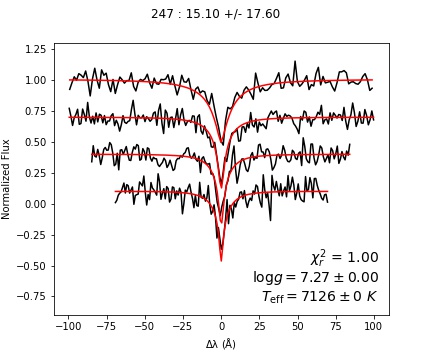 247 : 15.10 +/- 17.60
1.25
1.00
0.75
0.50
0.25
0.00
−0.25
−0.50
−0.75
Normalized Flux
χ²ᵣ = 1.00
logg = 7.27 ± 0.00
T_eff = 7126 ± 0 K
−100 −75 −50 −25 0 25 50 75 100
Δλ (Å)